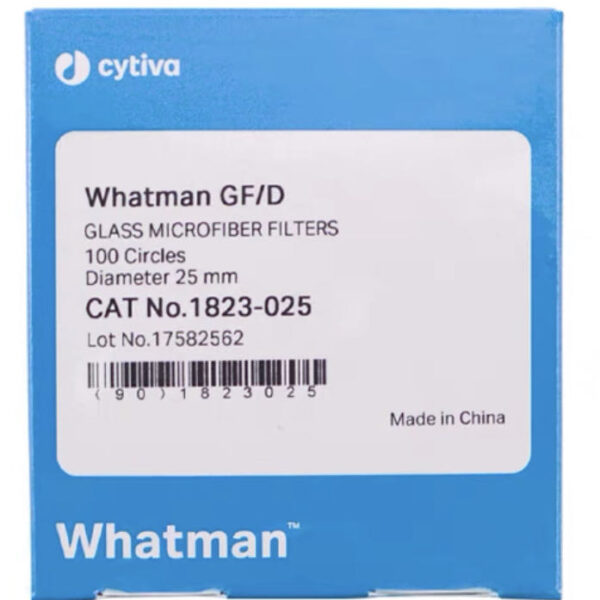 cytiva
Whatman GF/D
GLASS MICROFIBER FILTERS
100 Circles
Diameter 25 mm
CAT No.1823-025
Lot No.17582562
(90)1823025
Made in China
Whatman™